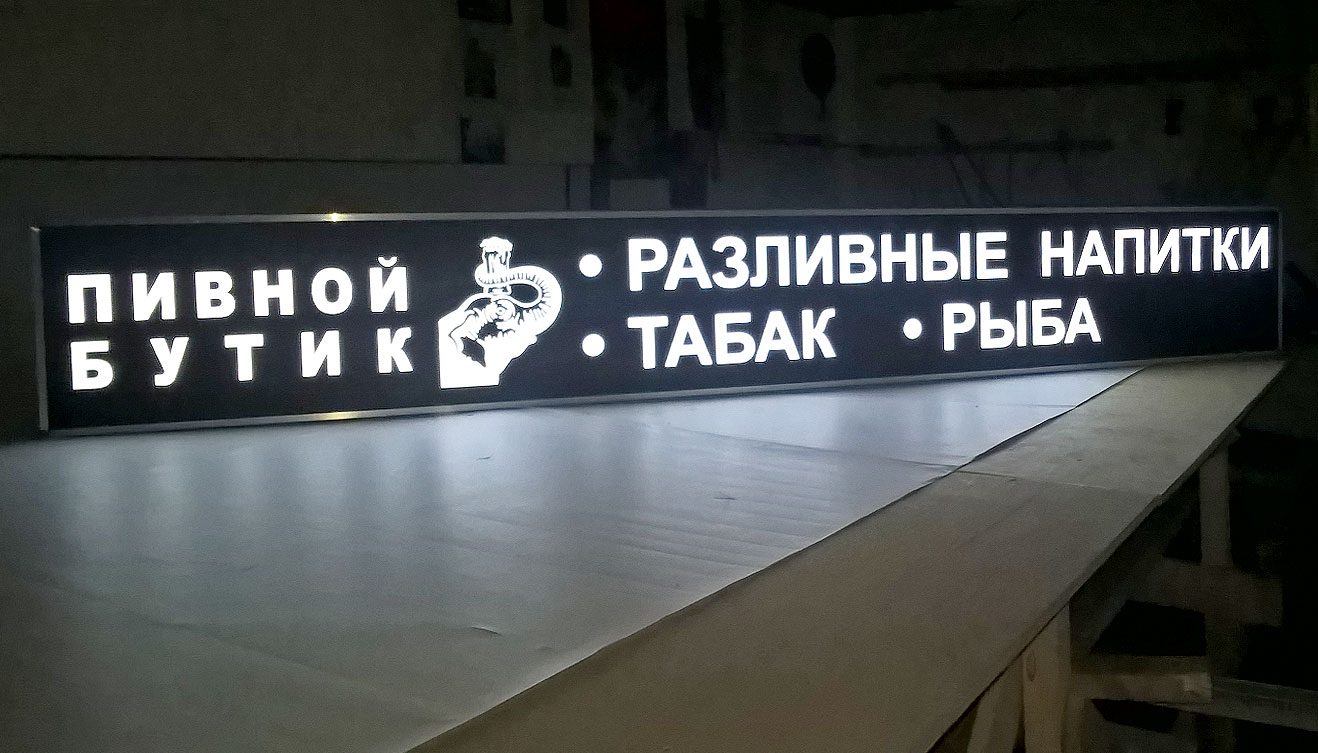 ПИВНОЙ
БУТИК
• РАЗЛИВНЫЕ НАПИТКИ
• ТАБАК • РЫБА